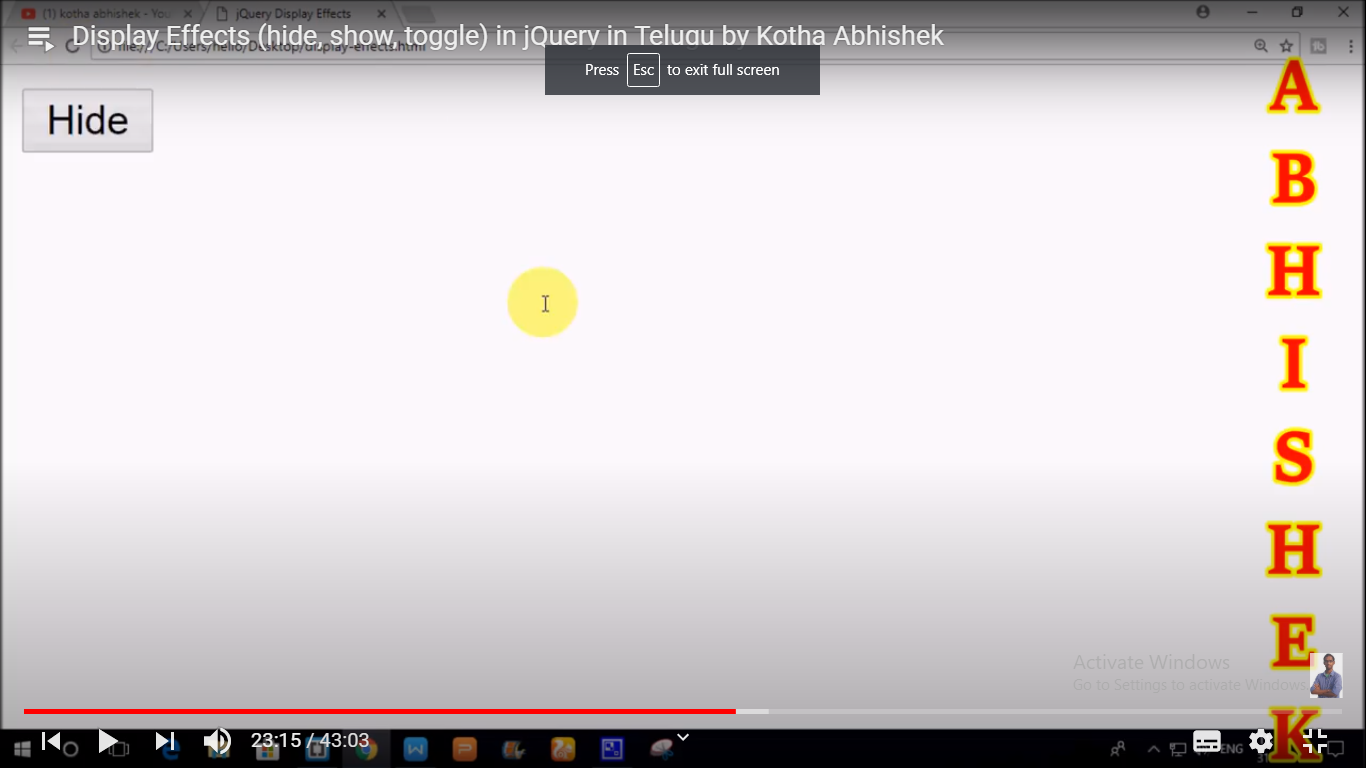 (1) kotha abhishek - You
jQuery Display Effects
Display Effects (hide, show, toggle) in jQuery in Telugu by Kotha Abhishek
file:///C:/Users/hello/Desktop/display-effects.html
Press Esc to exit full screen
Hide
A
B
H
I
S
H
E
K
Activate Windows
Go to Settings to activate Windows.
23:15 / 43:03
ENG